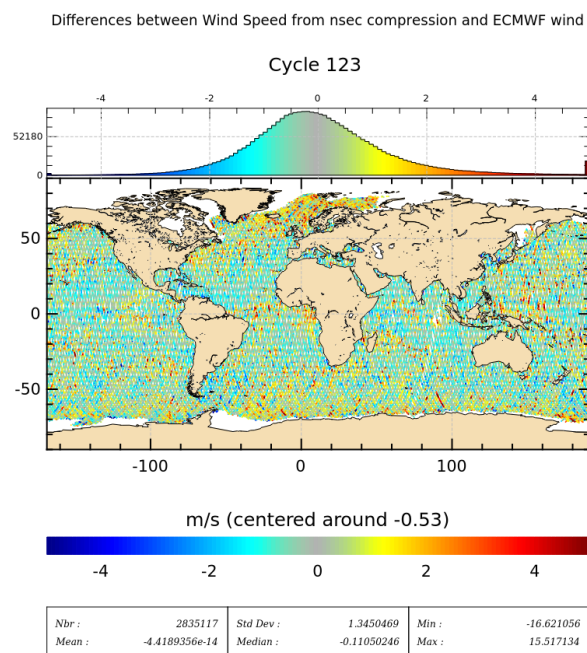 Differences between Wind Speed from nsec compression and ECMWF wind
Cycle 123
-4 -2 0 2 4
52180
0
50
0
-50
-100 0 100
m/s (centered around -0.53)
-4 -2 0 2 4
Nbr : 2835117 Std Dev : 1.3450469 Min : -16.621056
Mean : -4.4189356e-14 Median : -0.11050246 Max : 15.517134